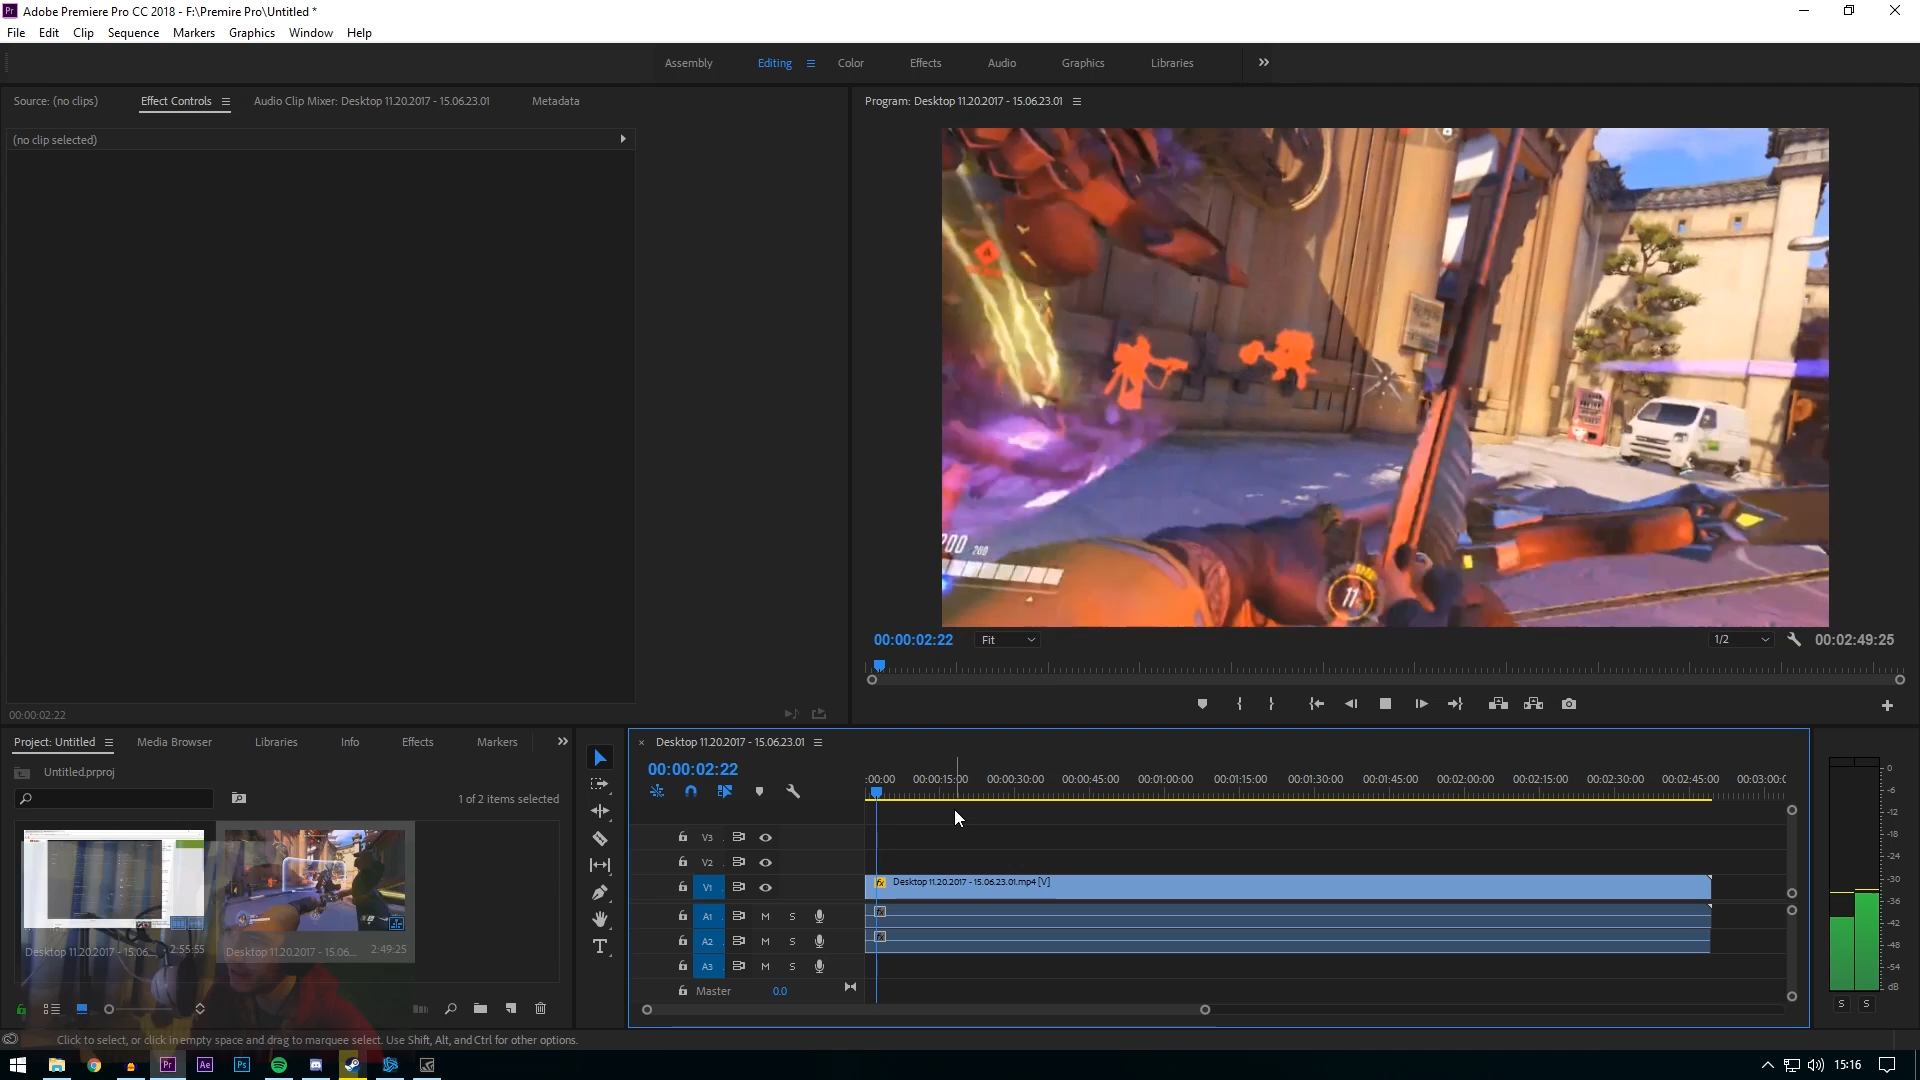 Pr Adobe Premiere Pro CC 2018 - F:\Premire Pro\Untitled *
File Edit Clip Sequence Markers Graphics Window Help
Assembly Editing Color Effects Audio Graphics Libraries
Source: (no clips) Effect Controls Audio Clip Mixer: Desktop 11.20.2017 - 15.06.23.01 Metadata
Program: Desktop 11.20.2017 - 15.06.23.01
(no clip selected)
200 200
11
00:00:02:22 Fit 1/2 00:02:49:25
00:00:02:22
Project: Untitled Media Browser Libraries Info Effects Markers
Untitled.prproj
1 of 2 items selected
Desktop 11.20.2017 - 15.06.... 2:55:55
Desktop 11.20.2017 - 15.06.... 2:49:25
Desktop 11.20.2017 - 15.06.23.01
00:00:02:22
:00:00 00:00:15:00 00:00:30:00 00:00:45:00 00:01:00:00 00:01:15:00 00:01:30:00 00:01:45:00 00:02:00:00 00:02:15:00 00:02:30:00 00:02:45:00 00:03:00:0
V3
V2
V1 fx Desktop 11.20.2017 - 15.06.23.01.mp4 [V]
A1 M S
A2 M S
A3 M S
Master 0.0
0
-6
-12
-18
-24
-30
-36
-42
-48
-54
dB
S S
Click to select, or click in empty space and drag to marquee select. Use Shift, Alt, and Ctrl for other options.
Pr Ae Ps 15:16